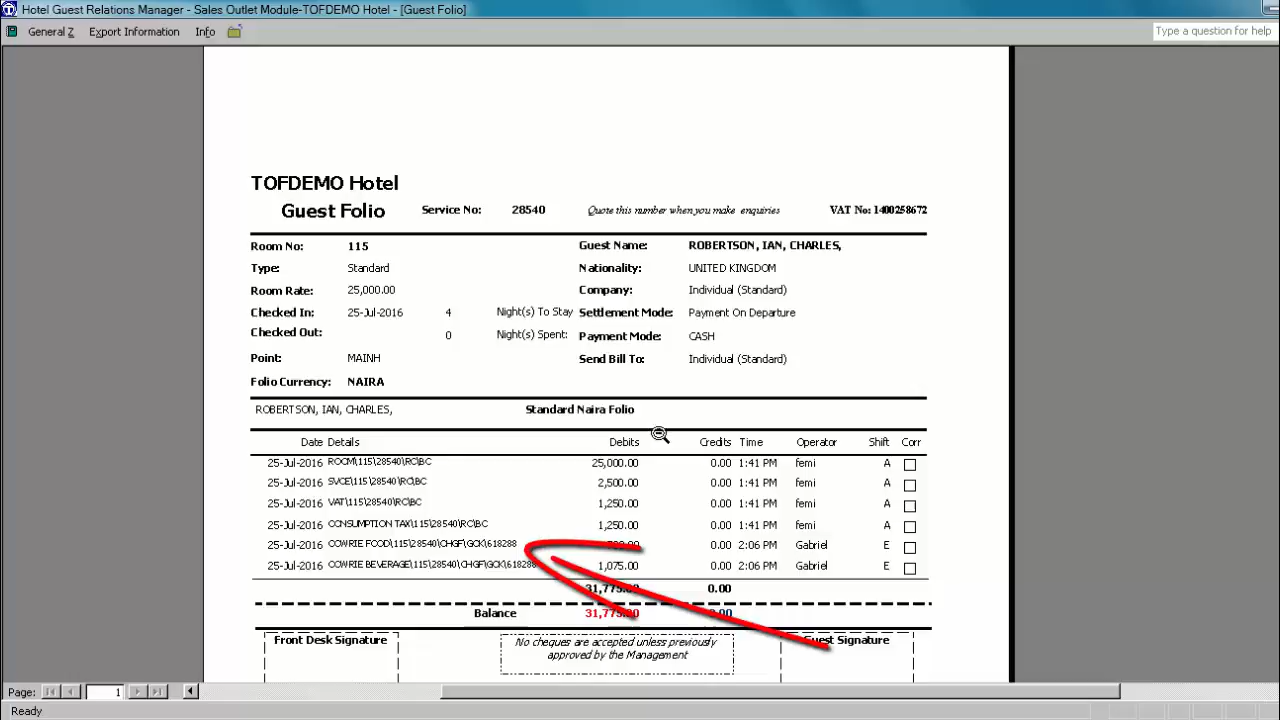 Hotel Guest Relations Manager - Sales Outlet Module-TOFDEMO Hotel - [Guest Folio]
General Z Export Information Info Type a question for help
TOFDEMO Hotel
Guest Folio Service No: 28540 Quote this number when you make enquiries VAT No: 1400258672
Room No: 115 Guest Name: ROBERTSON, IAN, CHARLES,
Type: Standard Nationality: UNITED KINGDOM
Room Rate: 25,000.00 Company: Individual (Standard)
Checked In: 25-Jul-2016 4 Night(s) To Stay Settlement Mode: Payment On Departure
Checked Out: 0 Night(s) Spent: Payment Mode: CASH
Point: MAINH Send Bill To: Individual (Standard)
Folio Currency: NAIRA
ROBERTSON, IAN, CHARLES, Standard Naira Folio
Date Details Debits Credits Time Operator Shift Corr
25-Jul-2016 ROOM\115\28540\RC\BC 25,000.00 0.00 1:41 PM femi A
25-Jul-2016 SVCE\115\28540\RC\BC 2,500.00 0.00 1:41 PM femi A
25-Jul-2016 VAT\115\28540\RC\BC 1,250.00 0.00 1:41 PM femi A
25-Jul-2016 CONSUMPTION TAX\115\28540\RC\BC 1,250.00 0.00 1:41 PM femi A
25-Jul-2016 COWRIE FOOD\115\28540\CHGF\GCK\618288 0.00 2:06 PM Gabriel E
25-Jul-2016 COWRIE BEVERAGE\115\28540\CHGF\GCK\618288 1,075.00 0.00 2:06 PM Gabriel E
31,775.00 0.00
Balance 31,775.00 0.00
Front Desk Signature No cheques are accepted unless previously Guest Signature
approved by the Management
Page: 1
Ready